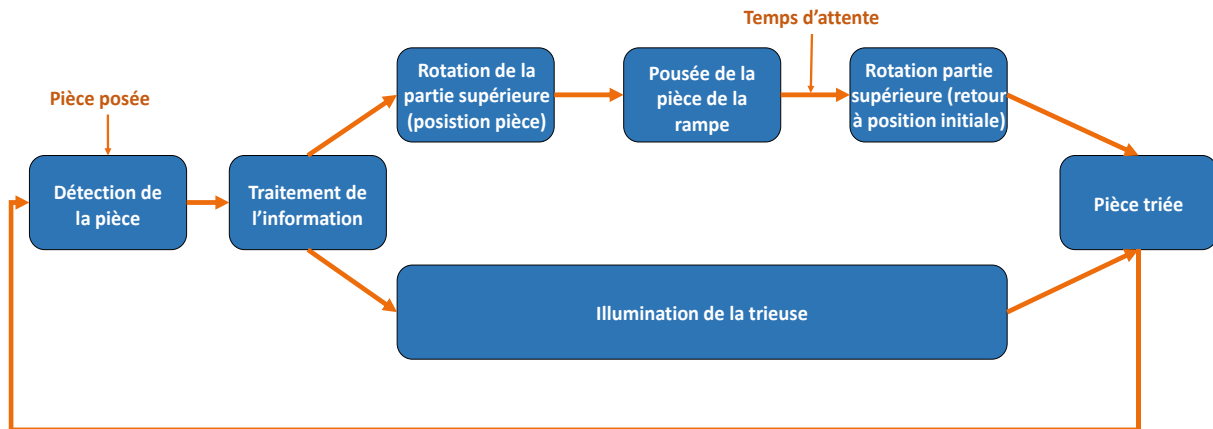 Temps d'attente
Pièce posée
Rotation de la
partie supérieure
(posistion pièce)
Pousée de la
pièce de la
rampe
Rotation partie
supérieure (retour
à position initiale)
Détection de
la pièce
Traitement de
l'information
Pièce triée
Illumination de la trieuse